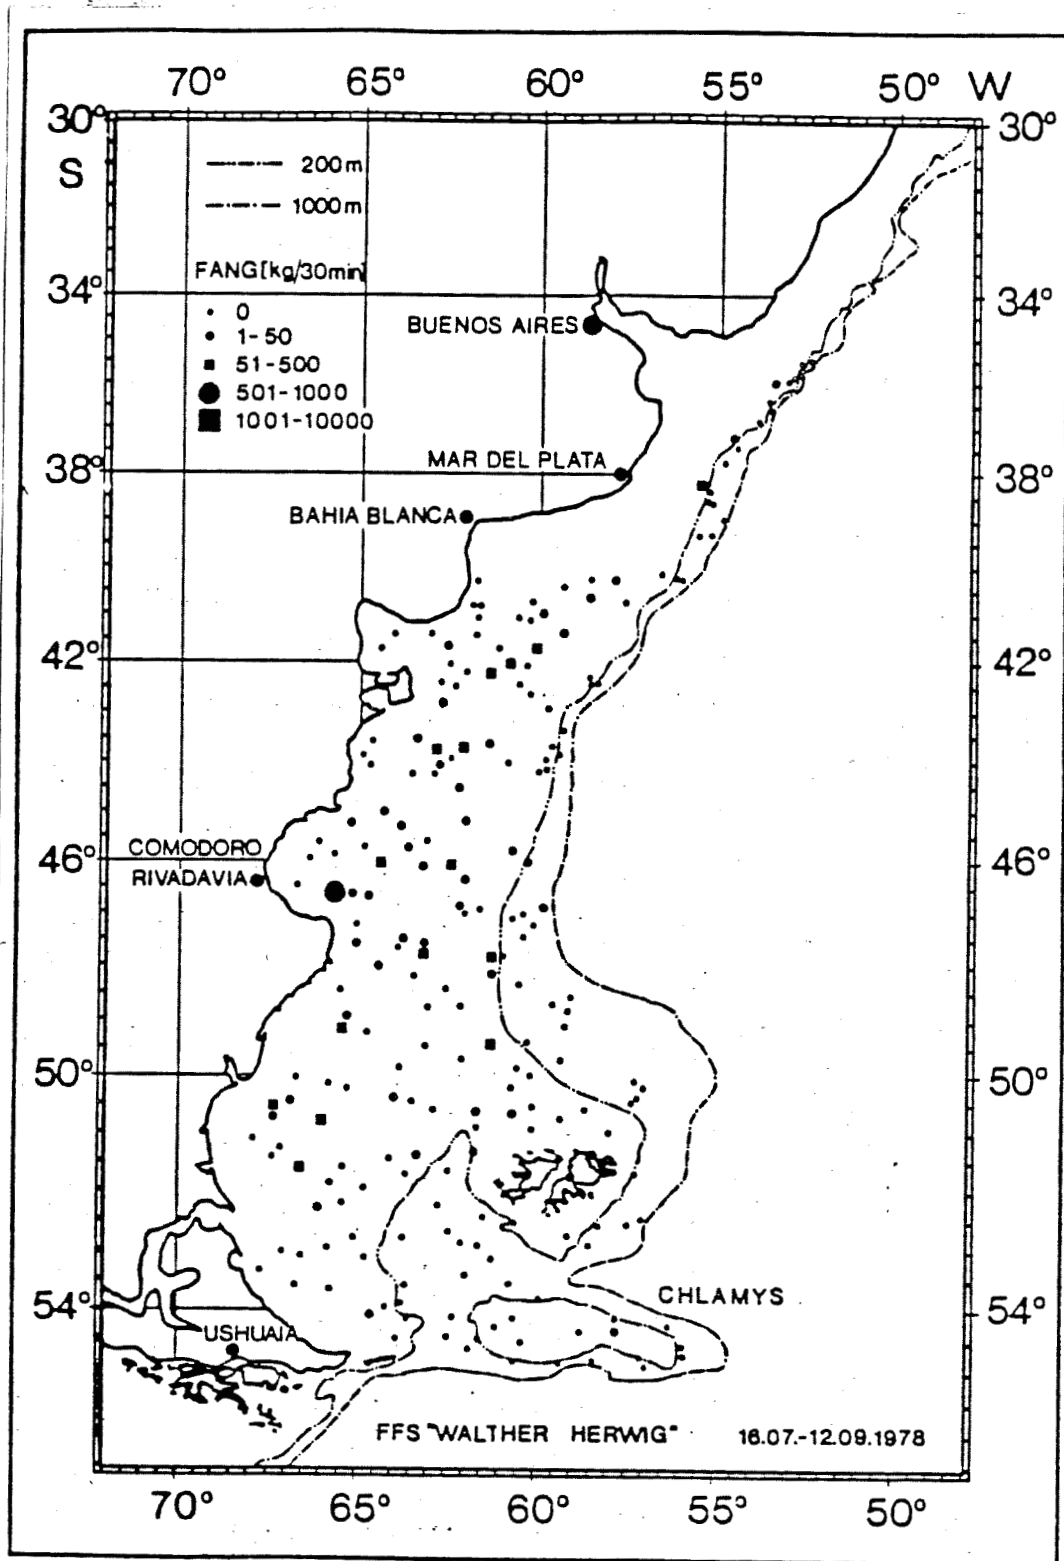 70° 65° 60° 55° 50° W
30° 30°
S
200m
1000m
FANG[kg/30min]
34° 34°
0
1-50
51-500
501-1000
1001-10000
BUENOS AIRES
MAR DEL PLATA
38° 38°
BAHIA BLANCA
42° 42°
COMODORO
46° 46°
RIVADAVIA
50° 50°
CHLAMYS
54° 54°
USHUAIA
FFS "WALTHER HERWIG" 16.07.-12.09.1978
70° 65° 60° 55° 50°